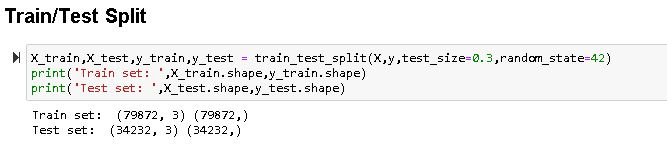 Train/Test Split
X_train,X_test,y_train,y_test = train_test_split(X,y,test_size=0.3,random_state=42)
print('Train set: ',X_train.shape,y_train.shape)
print('Test set: ',X_test.shape,y_test.shape)
Train set:  (79872, 3) (79872,)
Test set:  (34232, 3) (34232,)